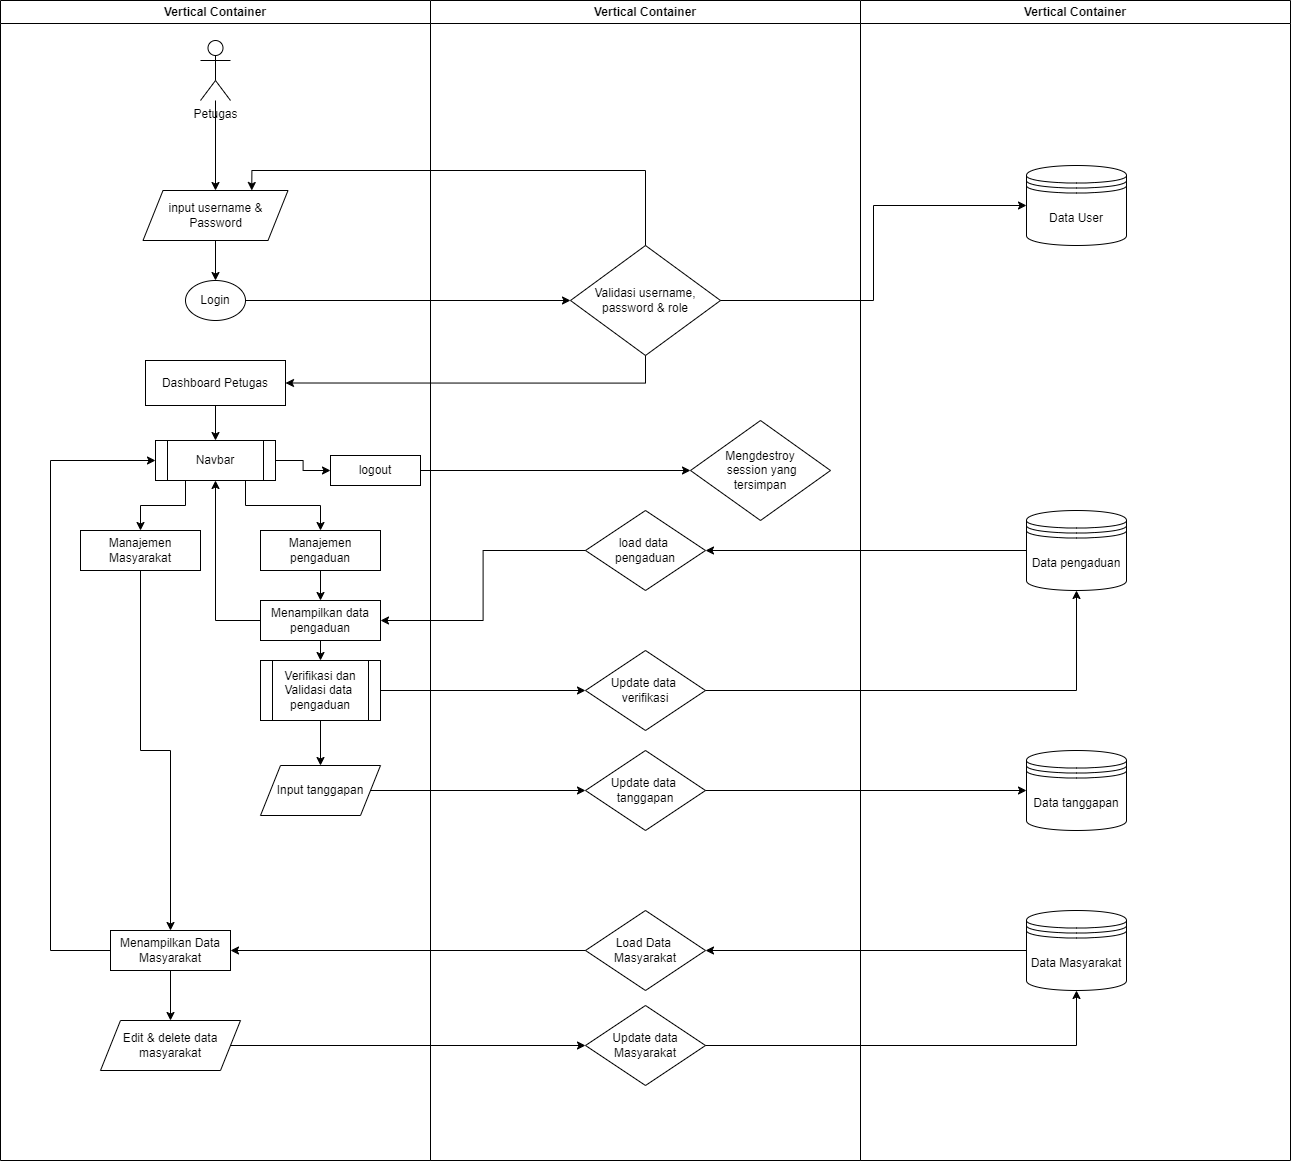 Vertical Container
Vertical Container
Vertical Container
Petugas
input username &
Password
Data User
Login
Validasi username,
password & role
Dashboard Petugas
Navbar
logout
Mengdestroy
session yang
tersimpan
Manajemen
Masyarakat
Manajemen
pengaduan
load data
pengaduan
Data pengaduan
Menampilkan data
pengaduan
Verifikasi dan
Validasi data
pengaduan
Update data
verifikasi
Input tanggapan
Update data
tanggapan
Data tanggapan
Menampilkan Data
Masyarakat
Load Data
Masyarakat
Data Masyarakat
Edit & delete data
masyarakat
Update data
Masyarakat